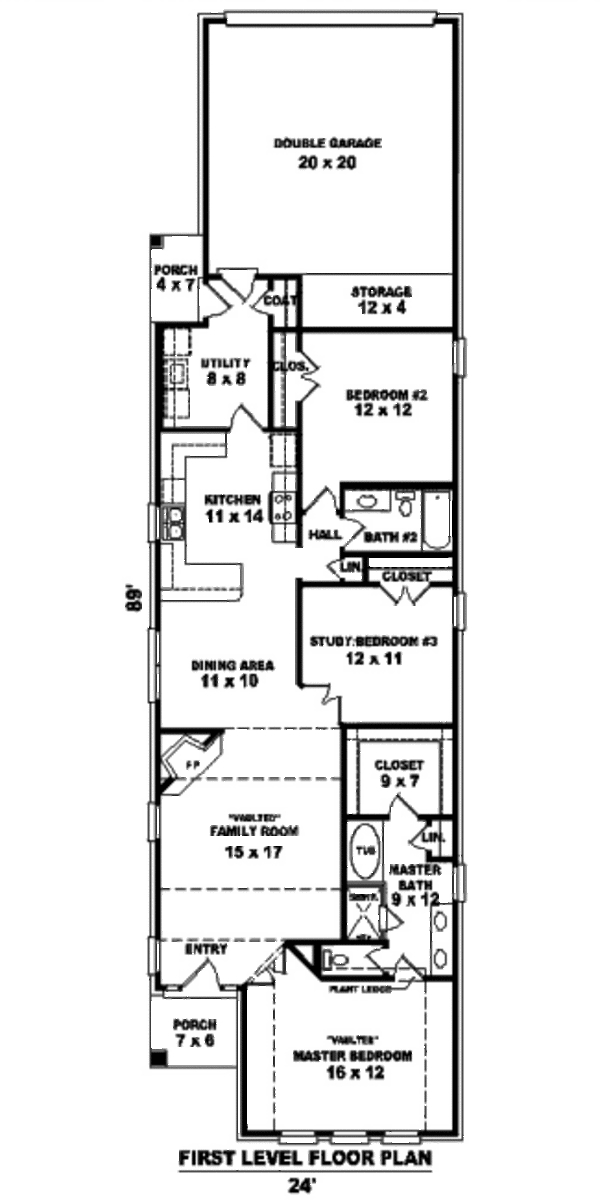 DOUBLE GARAGE
20 x 20
PORCH
4 x 7
COAT
STORAGE
12 x 4
UTILITY
8 x 8
CLOS.
BEDROOM #2
12 x 12
KITCHEN
11 x 14
HALL
BATH #2
LIN.
CLOSET
89'
STUDY/BEDROOM #3
12 x 11
DINING AREA
11 x 10
FP
CLOSET
9 x 7
"VAULTED"
FAMILY ROOM
15 x 17
TUB
LIN.
MASTER
BATH
9 x 12
ENTRY
PLANT LEDGE
PORCH
7 x 6
"VAULTED"
MASTER BEDROOM
16 x 12
FIRST LEVEL FLOOR PLAN
24'